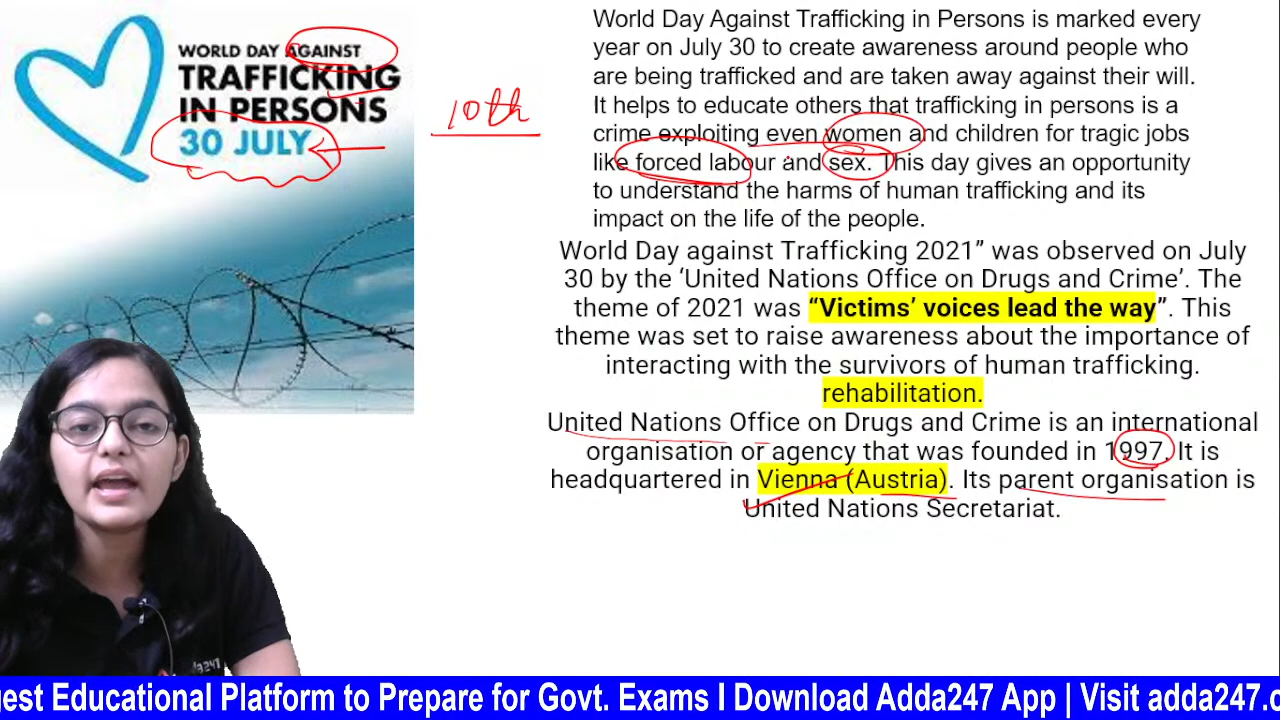 WORLD DAY AGAINST
TRAFFICKING
IN PERSONS
30 JULY
10th
World Day Against Trafficking in Persons is marked every
year on July 30 to create awareness around people who
are being trafficked and are taken away against their will.
It helps to educate others that trafficking in persons is a
crime exploiting even women and children for tragic jobs
like forced labour and sex. This day gives an opportunity
to understand the harms of human trafficking and its
impact on the life of the people.
World Day against Trafficking 2021” was observed on July
30 by the ‘United Nations Office on Drugs and Crime’. The
theme of 2021 was “Victims’ voices lead the way”. This
theme was set to raise awareness about the importance of
interacting with the survivors of human trafficking.
rehabilitation.
United Nations Office on Drugs and Crime is an international
organisation or agency that was founded in 1997. It is
headquartered in Vienna (Austria). Its parent organisation is
United Nations Secretariat.
gest Educational Platform to Prepare for Govt. Exams I Download Adda247 App | Visit adda247.c